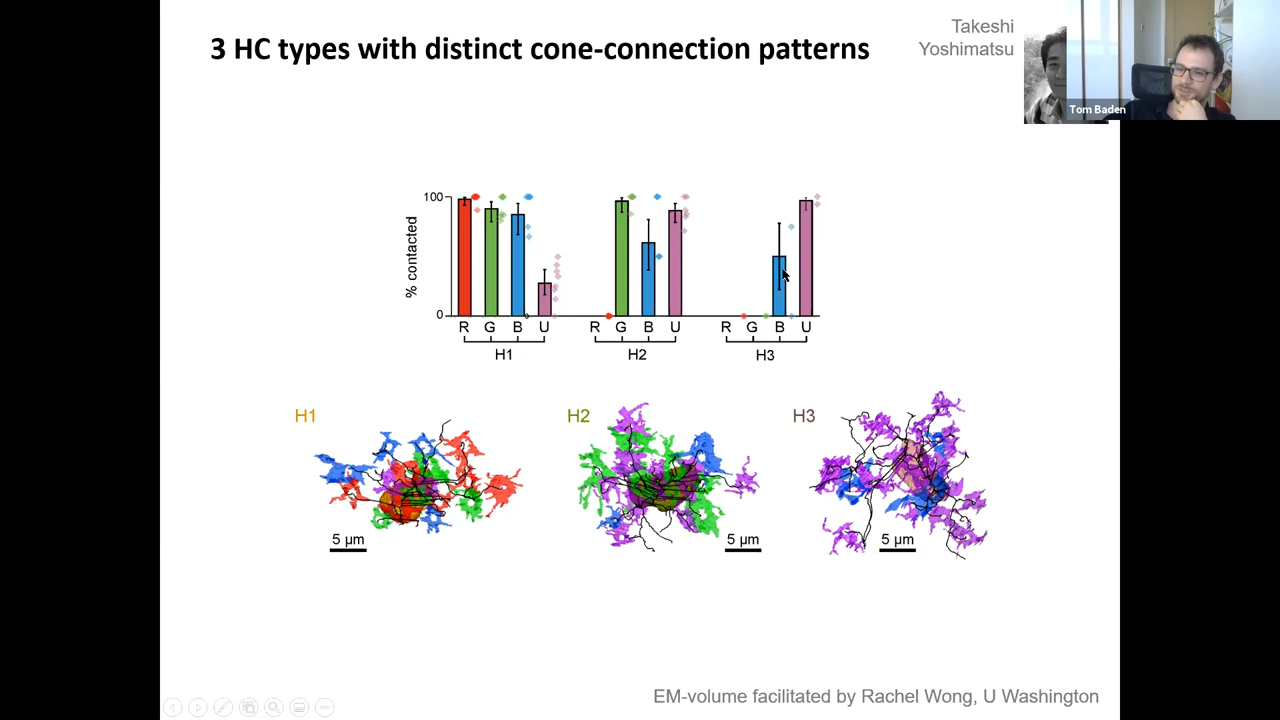 3 HC types with distinct cone-connection patterns
Takeshi
Yoshimatsu
Tom Baden
% contacted
100
0
R G B U R G B U R G B U
H1 H2 H3
H1 H2 H3
5 µm 5 µm 5 µm
EM-volume facilitated by Rachel Wong, U Washington